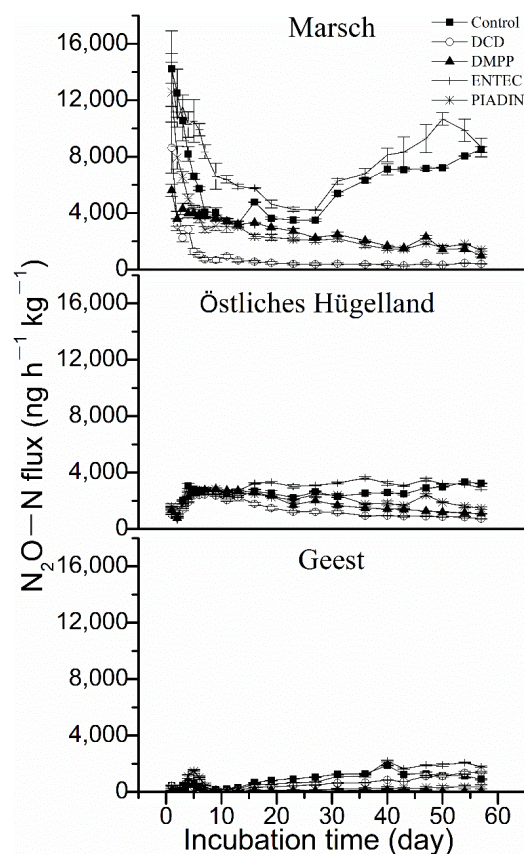 Marsch
Control
DCD
DMPP
ENTEC
PIADIN
16,000
12,000
8,000
4,000
0
Östliches Hügelland
16,000
12,000
8,000
4,000
0
Geest
16,000
12,000
8,000
4,000
0
N₂O−N flux (ng h⁻¹ kg⁻¹)
0 10 20 30 40 50 60
Incubation time (day)